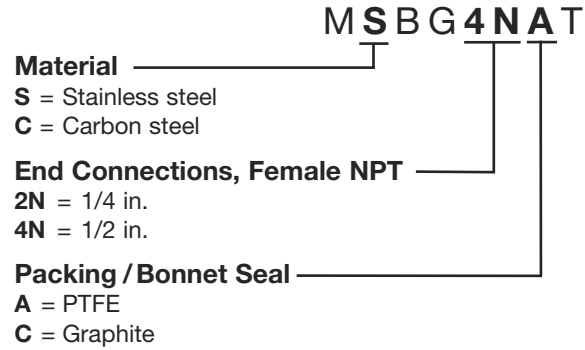 MSBG4NAT
Material
S = Stainless steel
C = Carbon steel
End Connections, Female NPT
2N = 1/4 in.
4N = 1/2 in.
Packing / Bonnet Seal
A = PTFE
C = Graphite